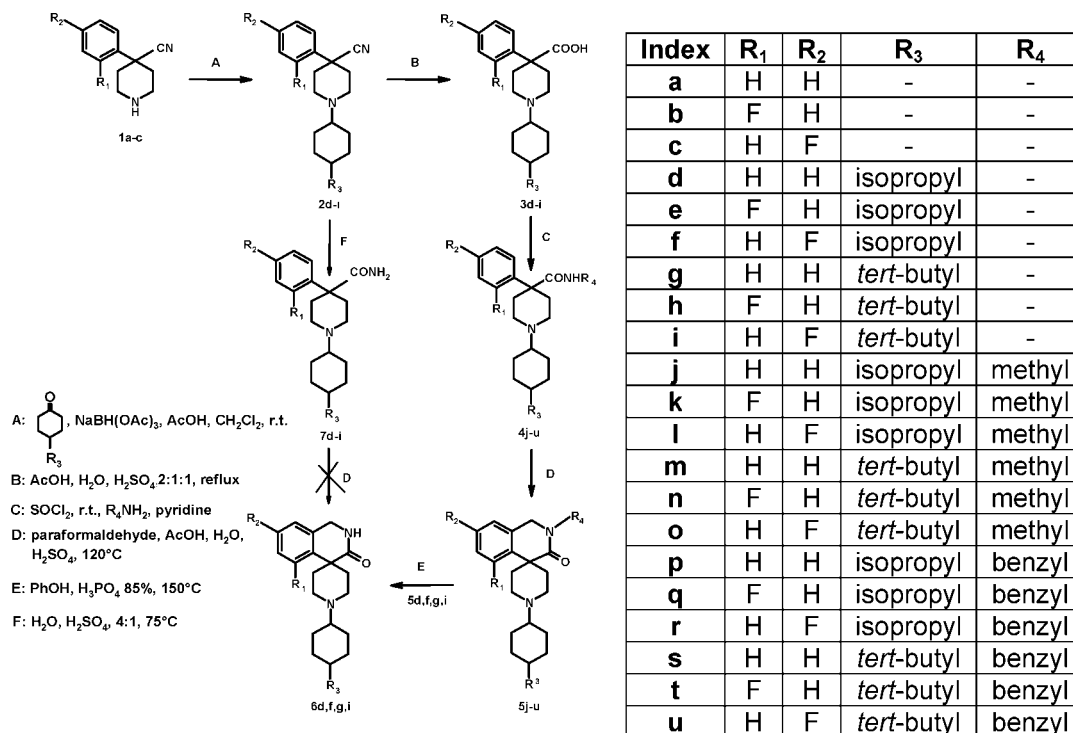 R₂ CN R₁ N H 1a-c
A
R₂ CN R₁ N R₃ 2d-i
B
R₂ COOH R₁ N R₃ 3d-i
F
C
R₂ CONH₂ R₁ N R₃ 7d-i
R₂ CONHR₄ R₁ N R₃ 4j-u
D
D
R₂ NH O R₁ N R₃ 6d,f,g,i
E
5d,f,g,i
R₂ N R₄ O R₁ N R₃ 5j-u
A: O R₃ , NaBH(OAc)₃, AcOH, CH₂Cl₂, r.t.
B: AcOH, H₂O, H₂SO₄.2:1:1, reflux
C: SOCl₂, r.t., R₄NH₂, pyridine
D: paraformaldehyde, AcOH, H₂O,
H₂SO₄, 120°C
E: PhOH, H₃PO₄ 85%, 150°C
F: H₂O, H₂SO₄, 4:1, 75°C
Index R₁ R₂ R₃ R₄
a H H - -
b F H - -
c H F - -
d H H isopropyl -
e F H isopropyl -
f H F isopropyl -
g H H tert-butyl -
h F H tert-butyl -
i H F tert-butyl -
j H H isopropyl methyl
k F H isopropyl methyl
l H F isopropyl methyl
m H H tert-butyl methyl
n F H tert-butyl methyl
o H F tert-butyl methyl
p H H isopropyl benzyl
q F H isopropyl benzyl
r H F isopropyl benzyl
s H H tert-butyl benzyl
t F H tert-butyl benzyl
u H F tert-butyl benzyl